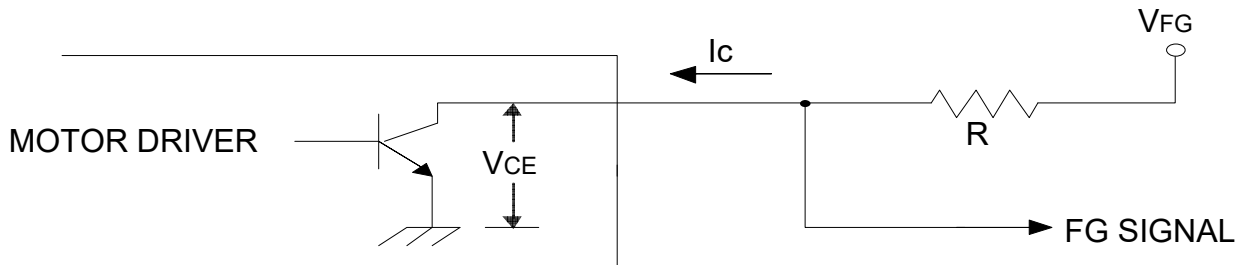 VFG
Ic
R
MOTOR DRIVER
VCE
FG SIGNAL